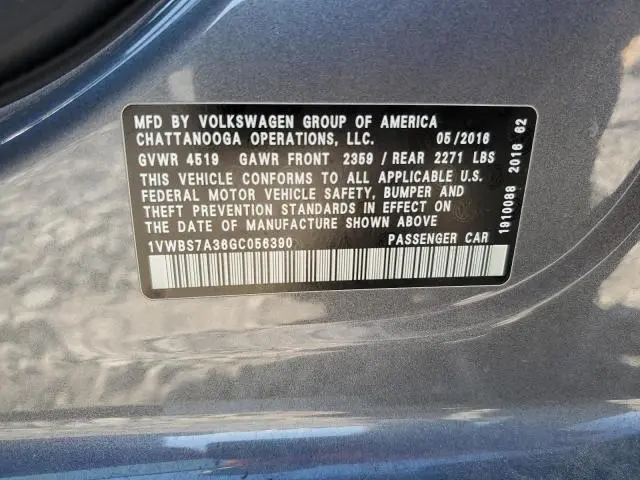 MFD BY VOLKSWAGEN GROUP OF AMERICA
CHATTANOOGA OPERATIONS, LLC. 05/2016
GVWR 4519 GAWR FRONT 2359 / REAR 2271 LBS
THIS VEHICLE CONFORMS TO ALL APPLICABLE U.S.
FEDERAL MOTOR VEHICLE SAFETY, BUMPER AND
THEFT PREVENTION STANDARDS IN EFFECT ON THE
DATE OF MANUFACTURE SHOWN ABOVE
1VWBS7A36GC056390 PASSENGER CAR
1910088 2016 62